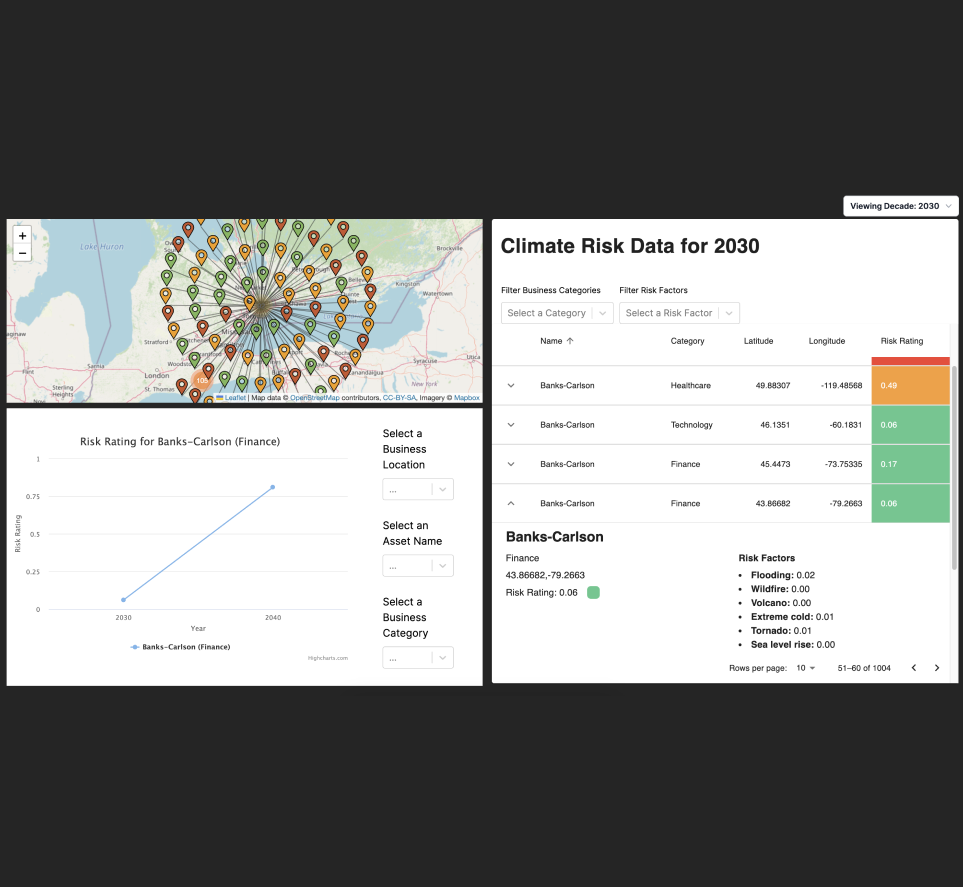 Viewing Decade: 2030
+
−
Lake Huron
Brockville
Kingston
Watertown
Stratford
Sarnia
London
St. Thomas
Flint
Sterling
Heights
Syracuse
Utica
New York
105
Leaflet | Map data © OpenStreetMap contributors, CC-BY-SA, Imagery © Mapbox
Risk Rating for Banks-Carlson (Finance)
Risk Rating
1
0.75
0.5
0.25
0
2030
2040
Year
Banks-Carlson (Finance)
Highcharts.com
Select a
Business
Location
...
Select an
Asset Name
...
Select a
Business
Category
...
Climate Risk Data for 2030
Filter Business Categories
Filter Risk Factors
Select a Category
Select a Risk Factor
Name Category Latitude Longitude Risk Rating
Banks-Carlson Healthcare 49.88307 -119.48568 0.49
Banks-Carlson Technology 46.1351 -60.1831 0.06
Banks-Carlson Finance 45.4473 -73.75335 0.17
Banks-Carlson Finance 43.86682 -79.2663 0.06
Banks-Carlson
Finance
43.86682,-79.2663
Risk Rating: 0.06
Risk Factors
• Flooding: 0.02
• Wildfire: 0.00
• Volcano: 0.00
• Extreme cold: 0.01
• Tornado: 0.01
• Sea level rise: 0.00
Rows per page: 10 51–60 of 1004